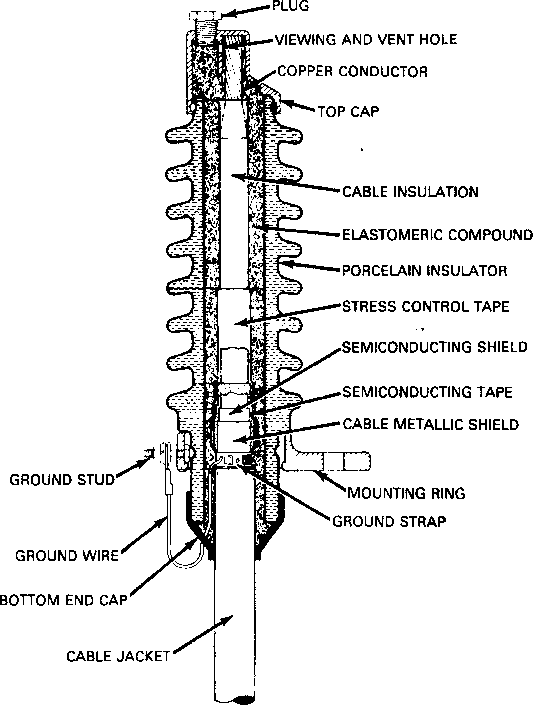 PLUG
VIEWING AND VENT HOLE
COPPER CONDUCTOR
TOP CAP
CABLE INSULATION
ELASTOMERIC COMPOUND
PORCELAIN INSULATOR
STRESS CONTROL TAPE
SEMICONDUCTING SHIELD
SEMICONDUCTING TAPE
CABLE METALLIC SHIELD
GROUND STUD
MOUNTING RING
GROUND STRAP
GROUND WIRE
BOTTOM END CAP
CABLE JACKET